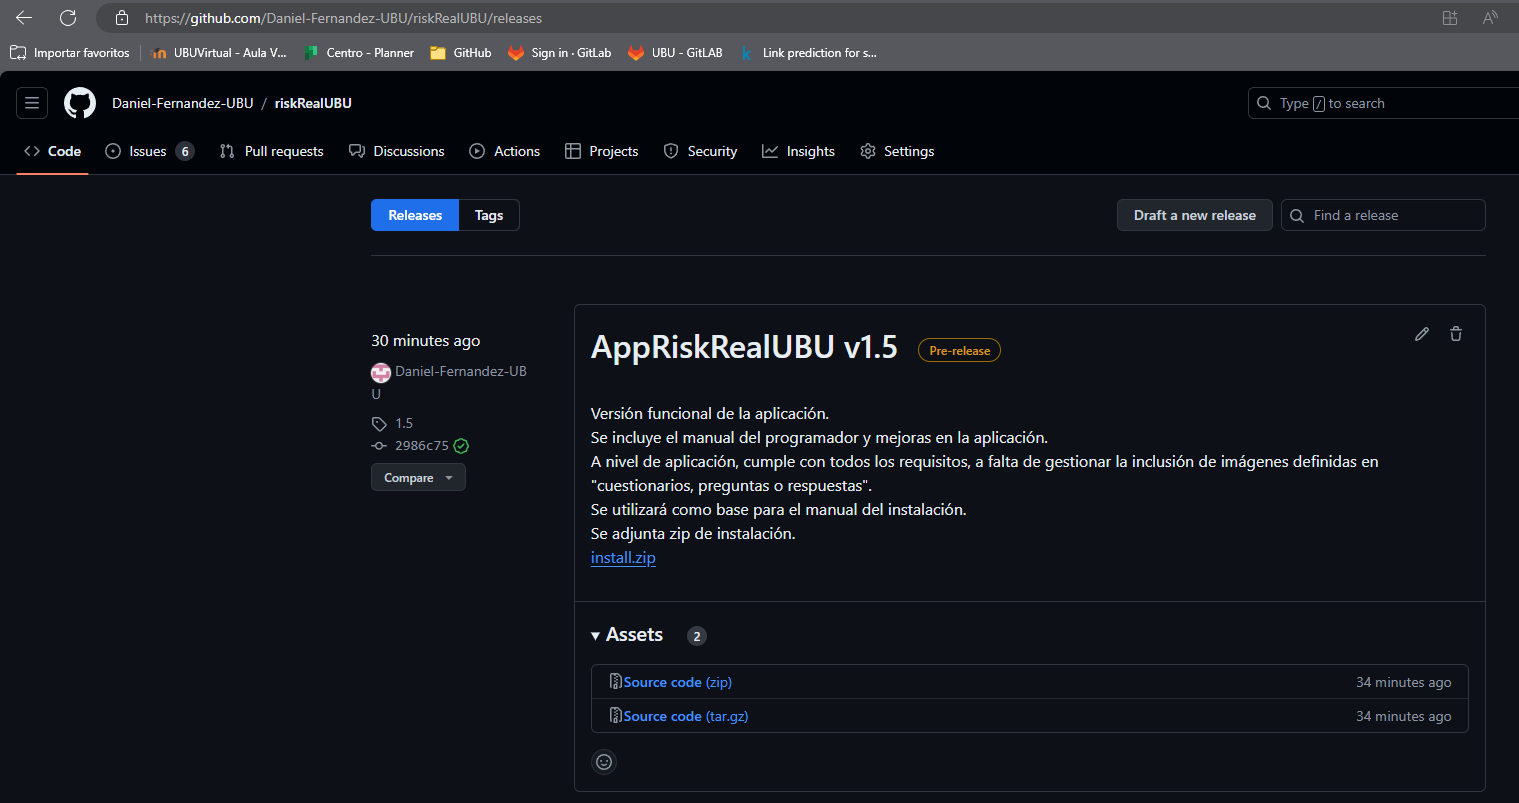 https://github.com/Daniel-Fernandez-UBU/riskRealUBU/releases
Importar favoritos
UBUVirtual - Aula V...
Centro - Planner
GitHub
Sign in · GitLab
UBU - GitLAB
Link prediction for s...
Daniel-Fernandez-UBU / riskRealUBU
Type / to search
Code
Issues 6
Pull requests
Discussions
Actions
Projects
Security
Insights
Settings
Releases
Tags
Draft a new release
Find a release
30 minutes ago
Daniel-Fernandez-UB
U
1.5
2986c75
Compare
AppRiskRealUBU v1.5
Pre-release
Versión funcional de la aplicación.
Se incluye el manual del programador y mejoras en la aplicación.
A nivel de aplicación, cumple con todos los requisitos, a falta de gestionar la inclusión de imágenes definidas en
"cuestionarios, preguntas o respuestas".
Se utilizará como base para el manual del instalación.
Se adjunta zip de instalación.
install.zip
Assets 2
Source code (zip)
34 minutes ago
Source code (tar.gz)
34 minutes ago